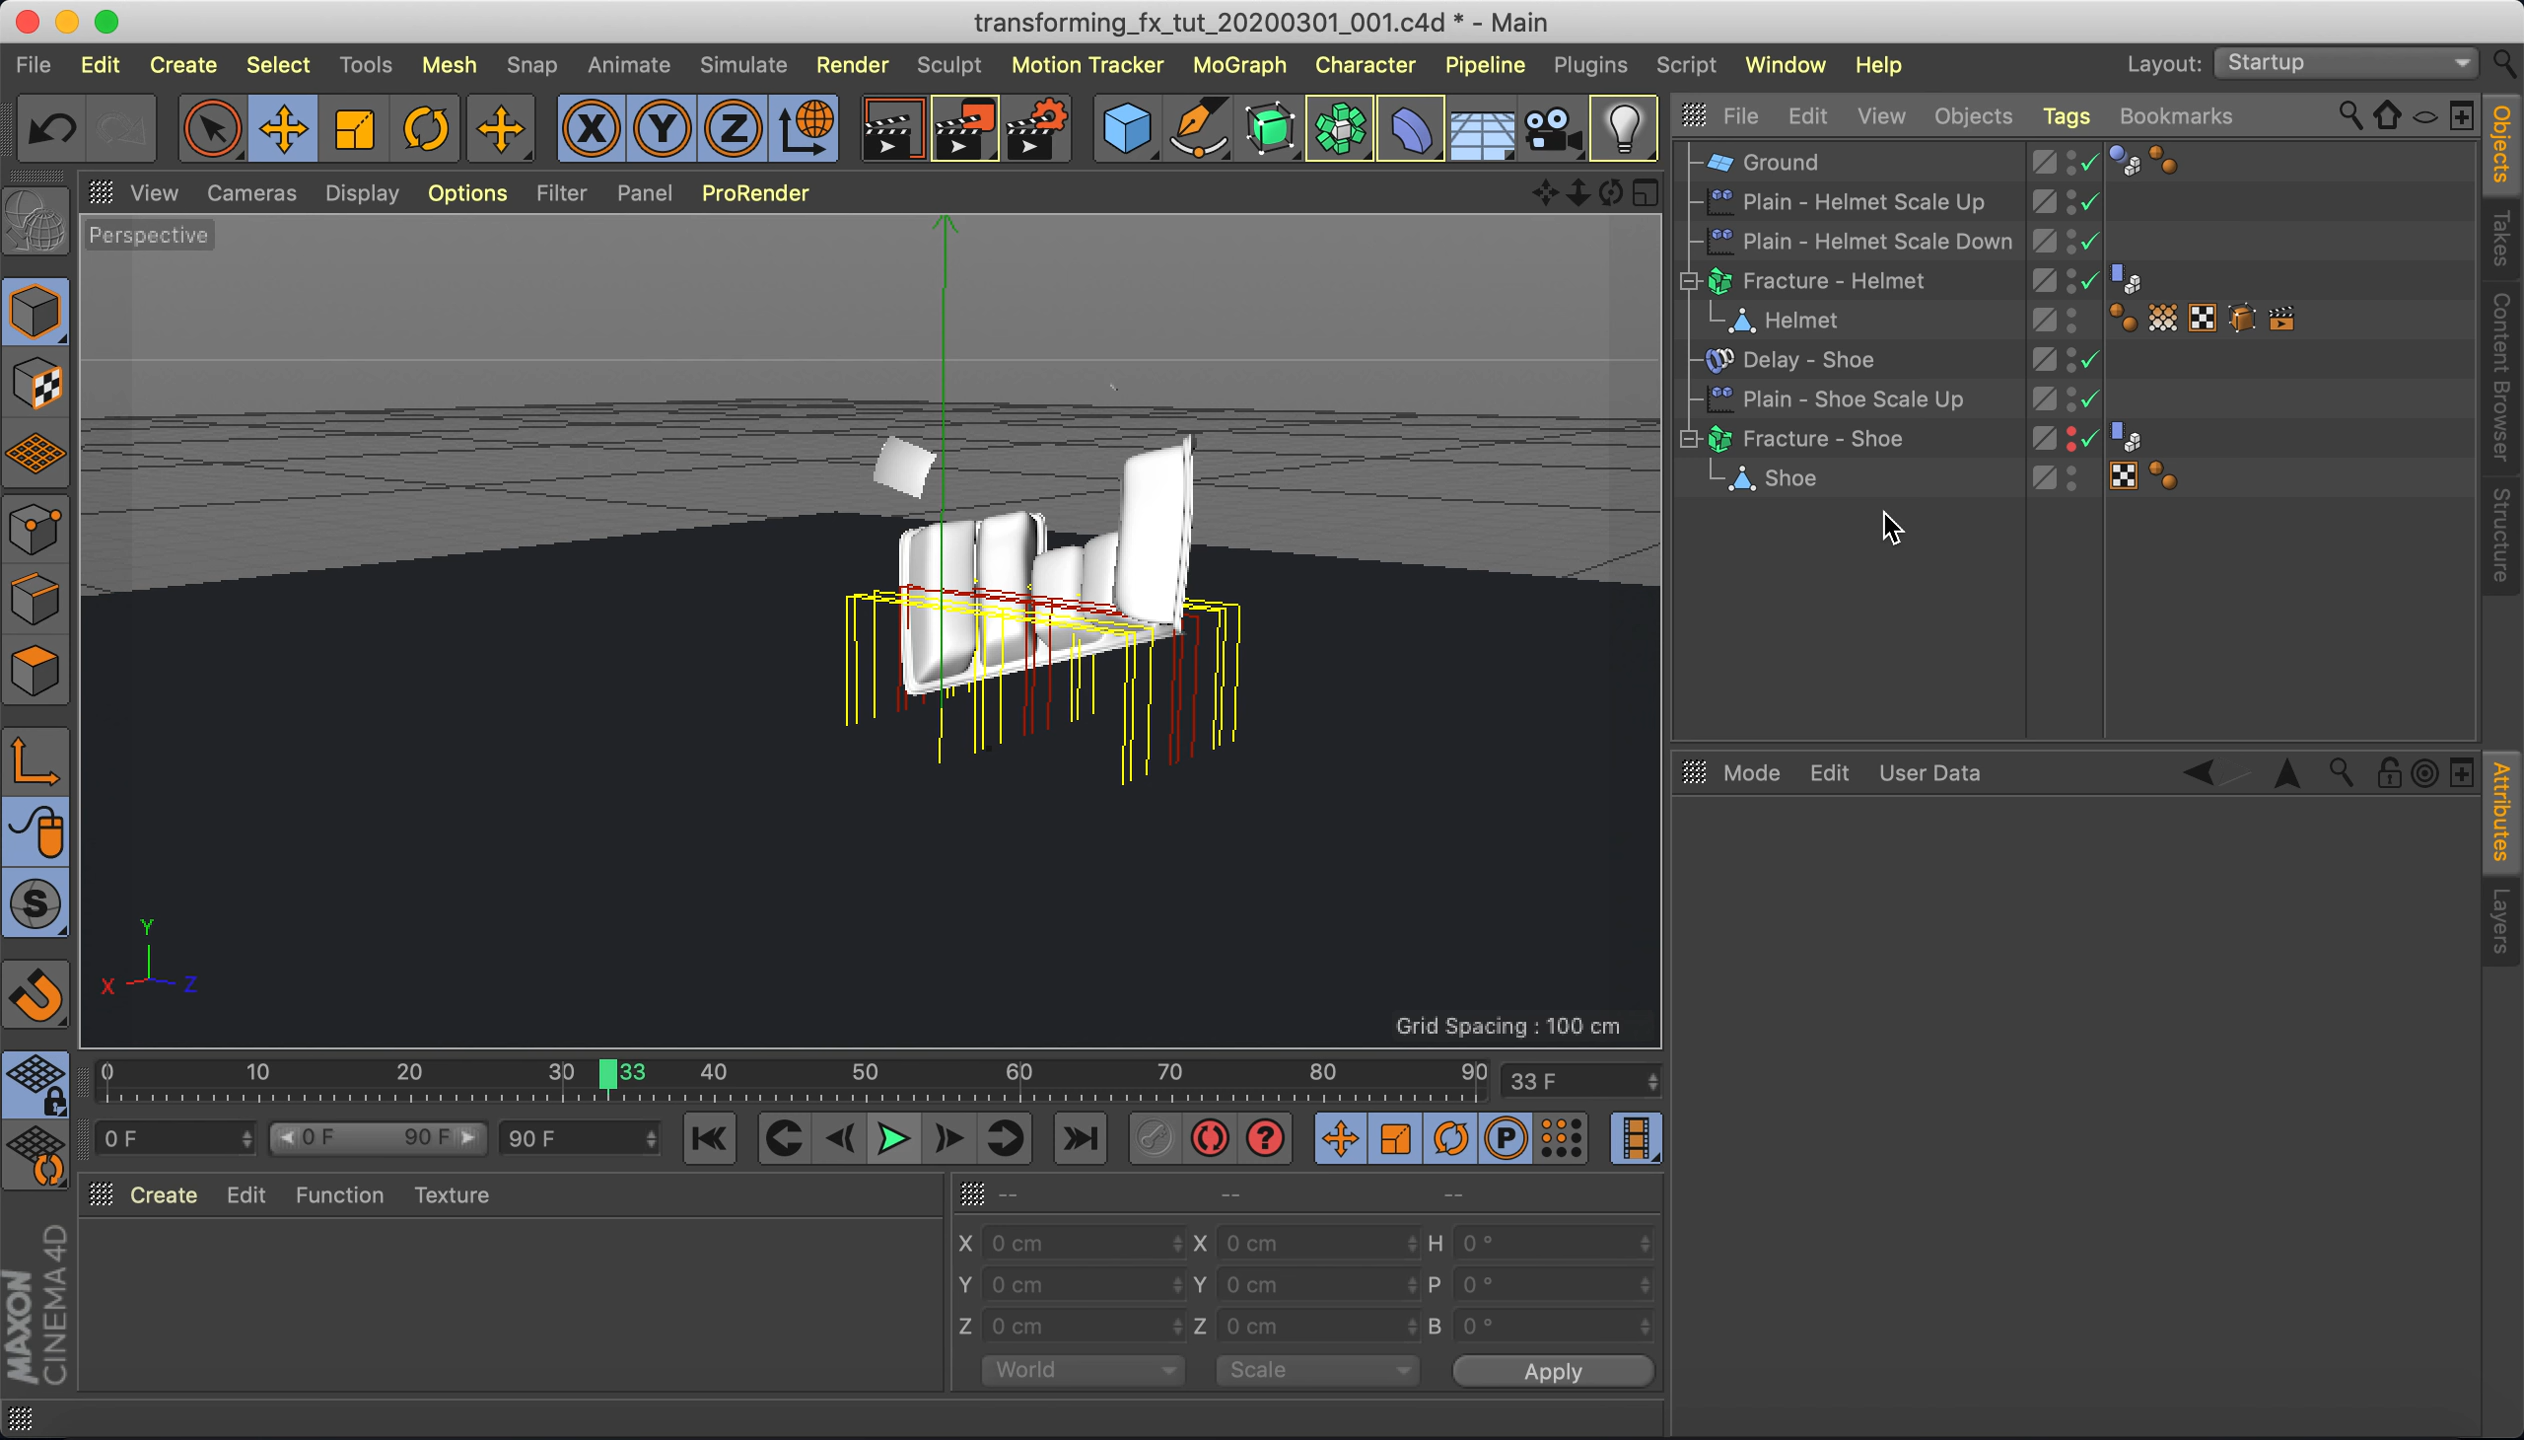 transforming_fx_tut_20200301_001.c4d * - Main
File Edit Create Select Tools Mesh Snap Animate Simulate Render Sculpt Motion Tracker MoGraph Character Pipeline Plugins Script Window Help Layout: Startup
X Y Z
File Edit View Objects Tags Bookmarks
View Cameras Display Options Filter Panel ProRender
Perspective
Ground
Plain - Helmet Scale Up
Plain - Helmet Scale Down
Fracture - Helmet
Helmet
Delay - Shoe
Plain - Shoe Scale Up
Fracture - Shoe
Shoe
Objects
Takes
Content Browser
Structure
S
Y
X Z
Grid Spacing : 100 cm
Mode Edit User Data
Attributes
Layers
0 10 20 30 33 40 50 60 70 80 90 33 F
0 F 0 F 90 F 90 F ? P
Create Edit Function Texture
-- -- --
X 0 cm X 0 cm H 0 °
Y 0 cm Y 0 cm P 0 °
Z 0 cm Z 0 cm B 0 °
World Scale Apply
MAXON
CINEMA 4D